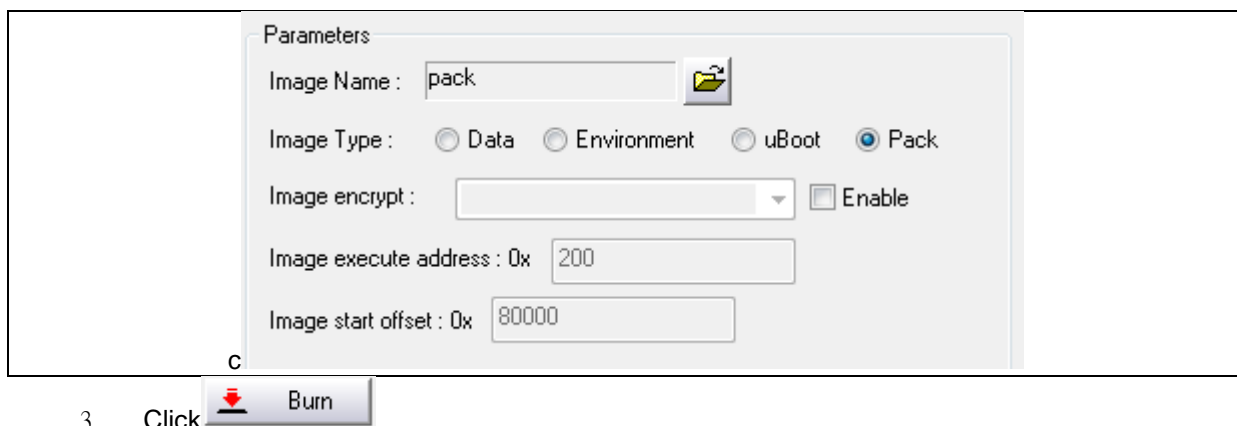 Parameters
Image Name : pack
Image Type : Data Environment uBoot Pack
Image encrypt : Enable
Image execute address : 0x 200
Image start offset : 0x 80000
c
3 Click Burn